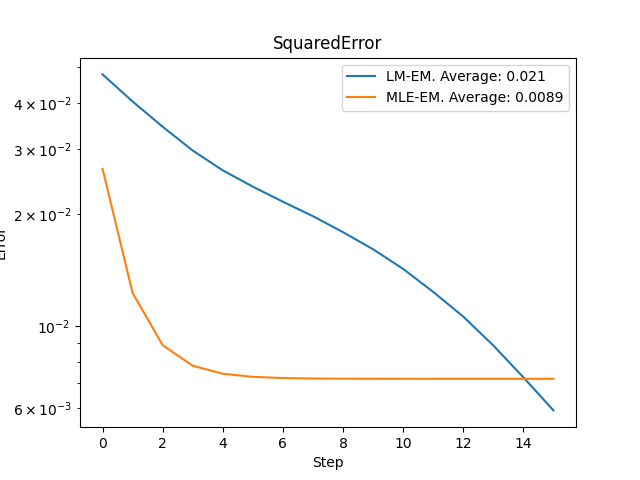 SquaredError
LM-EM. Average: 0.021
MLE-EM. Average: 0.0089
4 × 10⁻²
3 × 10⁻²
2 × 10⁻²
10⁻²
6 × 10⁻³
Error
0 2 4 6 8 10 12 14
Step